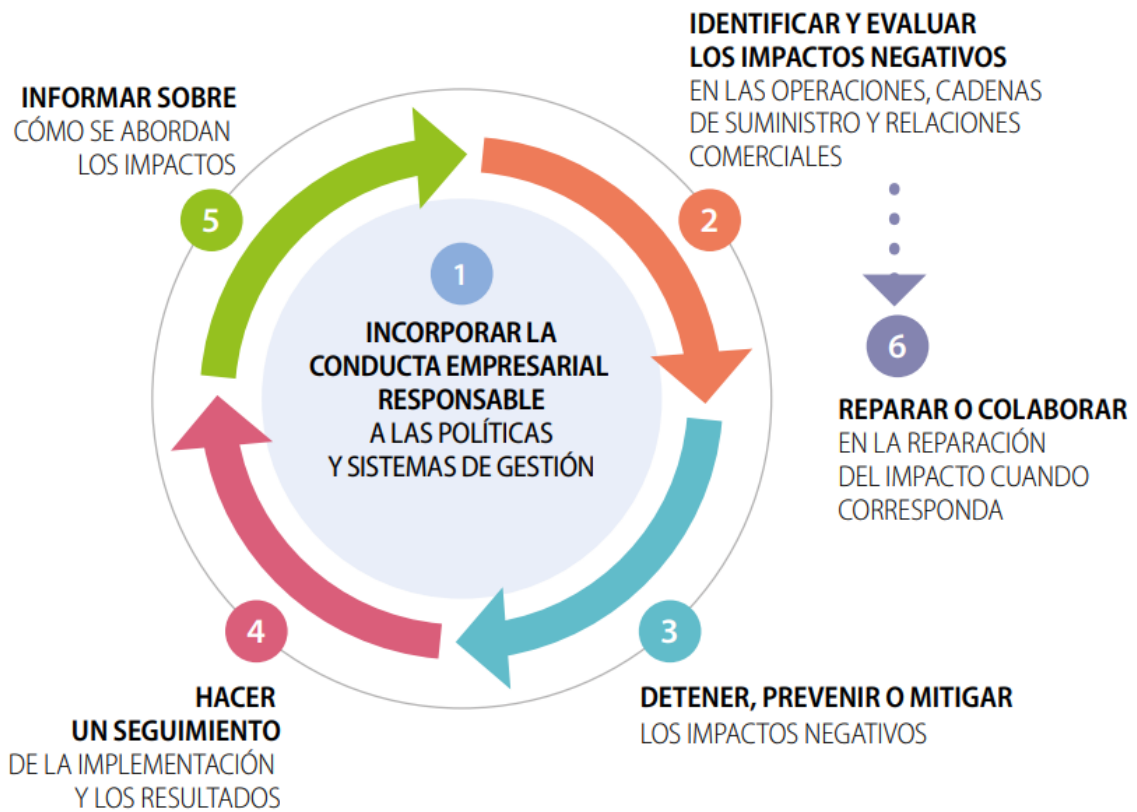 1
INCORPORAR LA
CONDUCTA EMPRESARIAL
RESPONSABLE
A LAS POLÍTICAS
Y SISTEMAS DE GESTIÓN
2
IDENTIFICAR Y EVALUAR
LOS IMPACTOS NEGATIVOS
EN LAS OPERACIONES, CADENAS
DE SUMINISTRO Y RELACIONES
COMERCIALES
3
DETENER, PREVENIR O MITIGAR
LOS IMPACTOS NEGATIVOS
4
HACER
UN SEGUIMIENTO
DE LA IMPLEMENTACIÓN
Y LOS RESULTADOS
5
INFORMAR SOBRE
CÓMO SE ABORDAN
LOS IMPACTOS
6
REPARAR O COLABORAR
EN LA REPARACIÓN
DEL IMPACTO CUANDO
CORRESPONDA